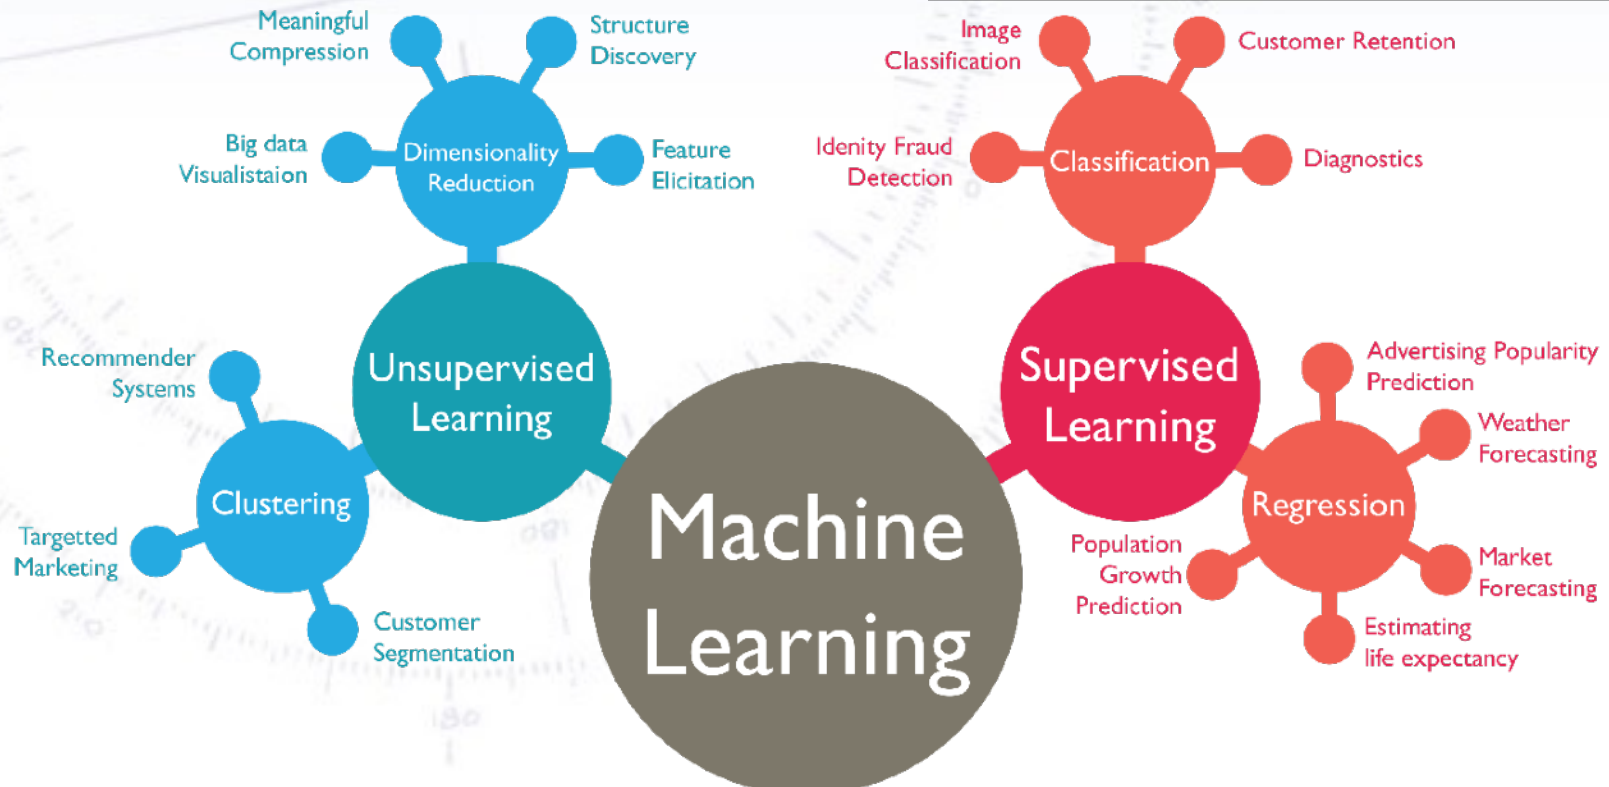 Meaningful
Compression
Structure
Discovery
Big data
Visualistaion
Dimensionality
Reduction
Feature
Elicitation
Image
Classification
Customer Retention
Idenity Fraud
Detection
Classification
Diagnostics
Recommender
Systems
Unsupervised
Learning
Clustering
Targetted
Marketing
Customer
Segmentation
Supervised
Learning
Advertising Popularity
Prediction
Weather
Forecasting
Regression
Population
Growth
Prediction
Market
Forecasting
Estimating
life expectancy
Machine
Learning
180
210